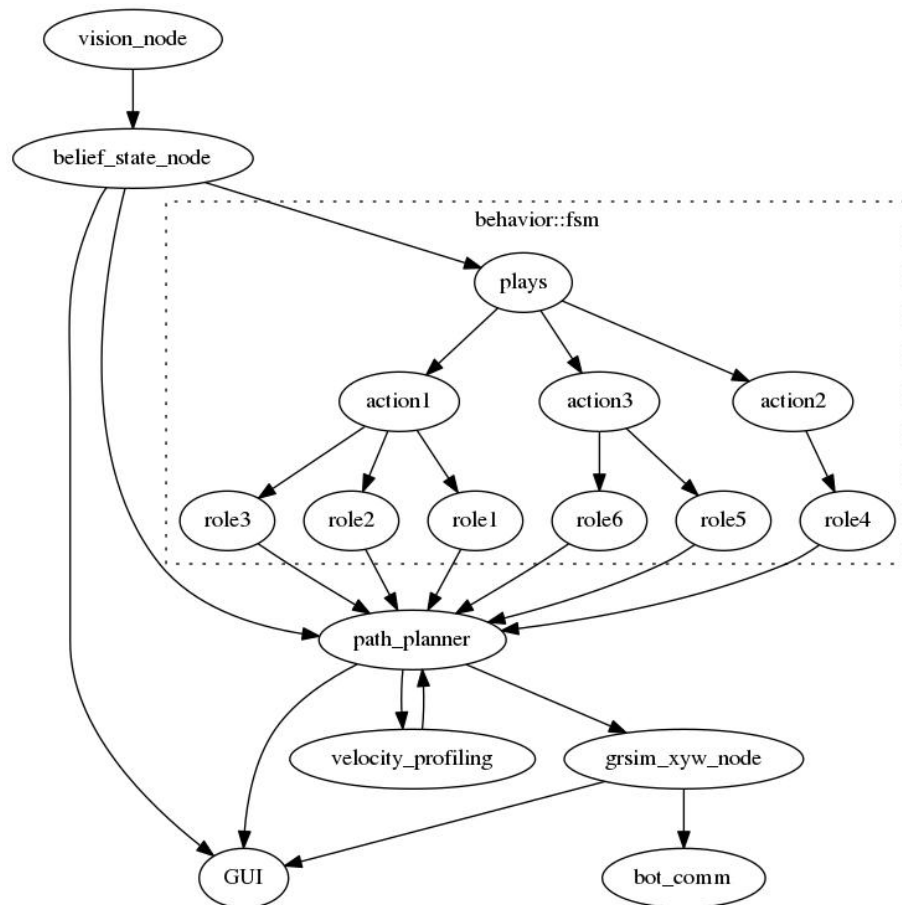 vision_node
belief_state_node
behavior::fsm
plays
action1
action3
action2
role3
role2
role1
role6
role5
role4
path_planner
velocity_profiling
grsim_xyw_node
GUI
bot_comm